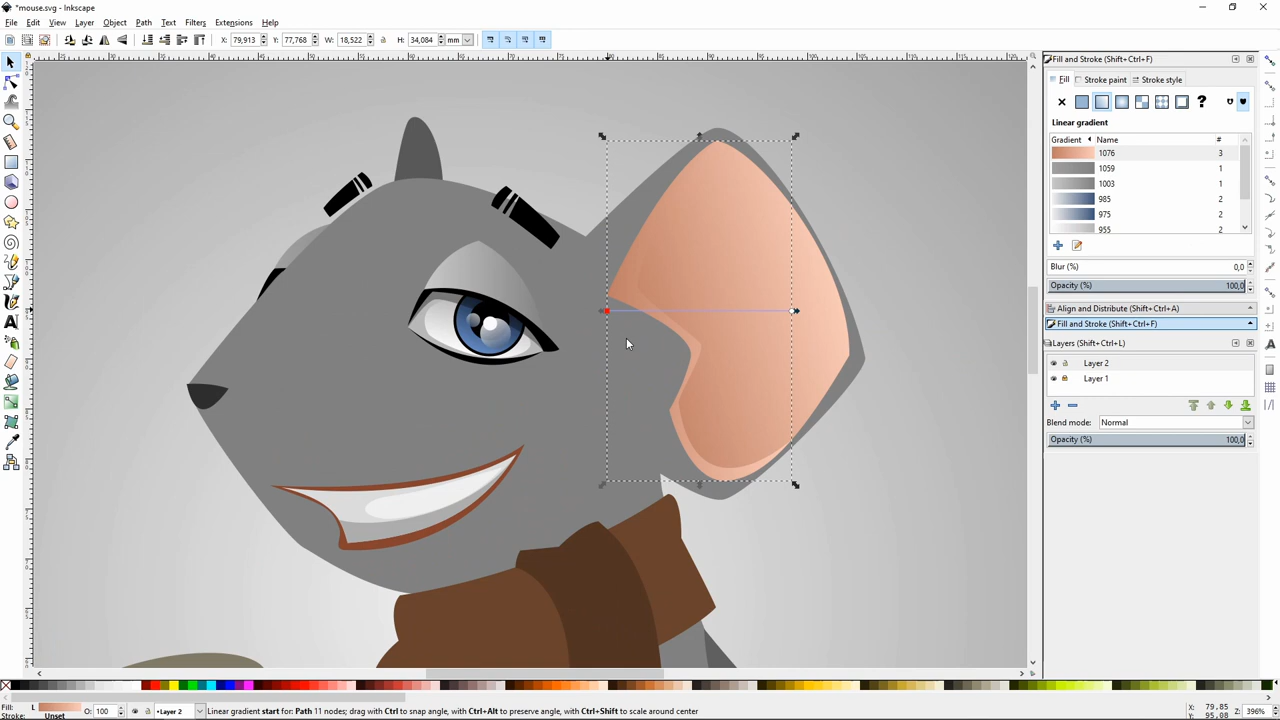 *mouse.svg - Inkscape
File Edit View Layer Object Path Text Filters Extensions Help
X: 79,913 Y: 77,768 W: 18,522 H: 34,084 mm
Fill and Stroke (Shift+Ctrl+F)
Fill Stroke paint Stroke style
Linear gradient
Gradient Name #
1076 3
1059 1
1003 1
985 2
975 2
955 2
Blur (%) 0,0
Opacity (%) 100,0
Align and Distribute (Shift+Ctrl+A)
Fill and Stroke (Shift+Ctrl+F)
Layers (Shift+Ctrl+L)
Layer 2
Layer 1
Blend mode: Normal
Opacity (%) 100,0
Fill: L
Stroke: Unset
O: 100
•Layer 2
Linear gradient start for: Path 11 nodes; drag with Ctrl to snap angle, with Ctrl+Alt to preserve angle, with Ctrl+Shift to scale around center
X: 79,85
Y: 95,08
Z: 396%